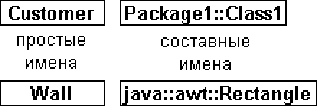 Customer Package1::Class1
простые составные
имена имена
Wall java::awt::Rectangle